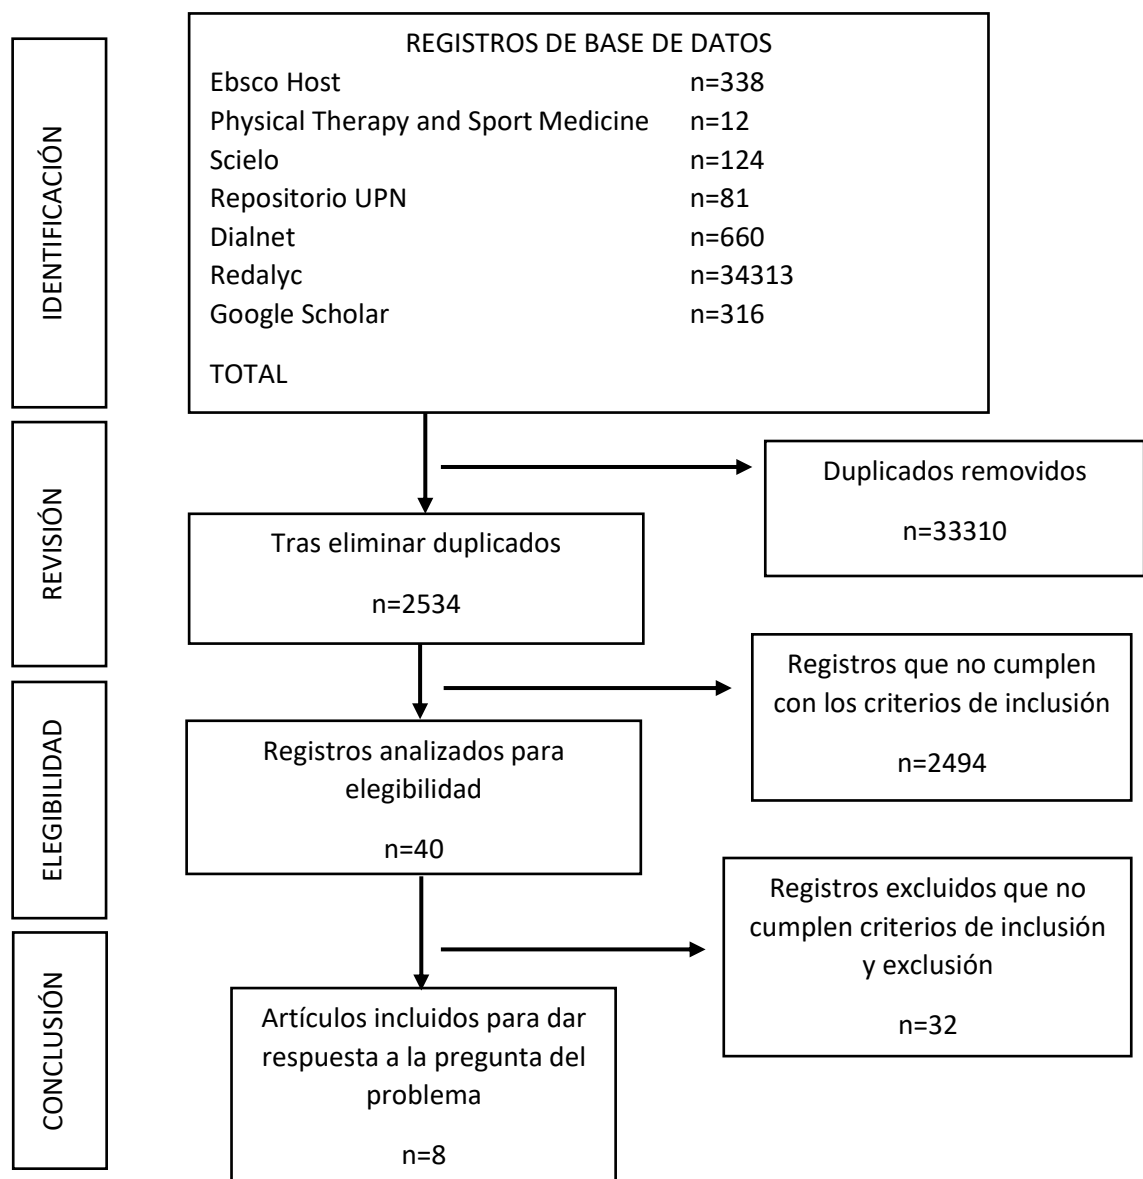 IDENTIFICACIÓN
REGISTROS DE BASE DE DATOS
Ebsco Host n=338
Physical Therapy and Sport Medicine n=12
Scielo n=124
Repositorio UPN n=81
Dialnet n=660
Redalyc n=34313
Google Scholar n=316
TOTAL
REVISIÓN
Duplicados removidos
n=33310
Tras eliminar duplicados
n=2534
ELEGIBILIDAD
Registros que no cumplen
con los criterios de inclusión
n=2494
Registros analizados para
elegibilidad
n=40
CONCLUSIÓN
Registros excluidos que no
cumplen criterios de inclusión
y exclusión
n=32
Artículos incluidos para dar
respuesta a la pregunta del
problema
n=8